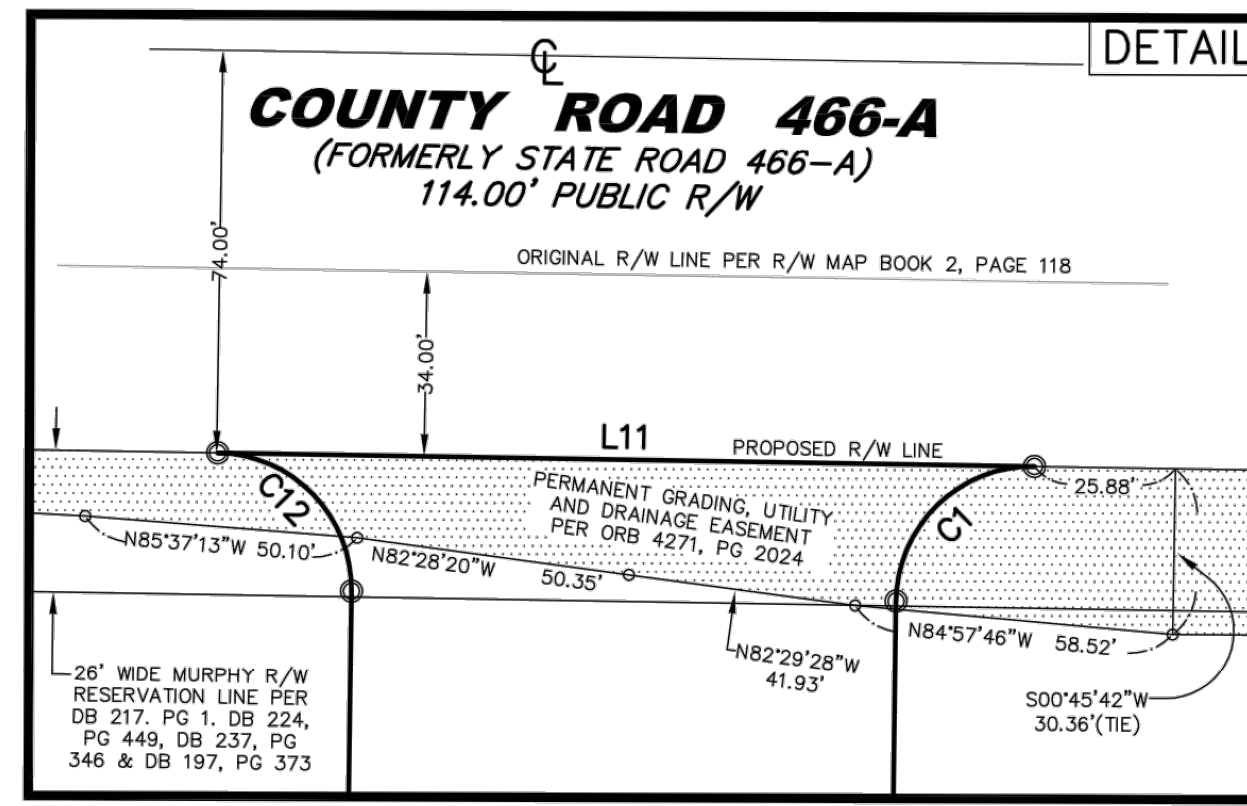 DETAIL
℄
COUNTY ROAD 466-A
(FORMERLY STATE ROAD 466-A)
114.00' PUBLIC R/W
74.00'
ORIGINAL R/W LINE PER R/W MAP BOOK 2, PAGE 118
34.00'
L11
PROPOSED R/W LINE
C12
PERMANENT GRADING, UTILITY
AND DRAINAGE EASEMENT
PER ORB 4271, PG 2024
C1
25.88'
N85°37'13"W 50.10'
N82°28'20"W 50.35'
N84°57'46"W 58.52'
N82°29'28"W
41.93'
S00°45'42"W
30.36'(TIE)
26' WIDE MURPHY R/W
RESERVATION LINE PER
DB 217. PG 1. DB 224,
PG 449, DB 237, PG
346 & DB 197, PG 373